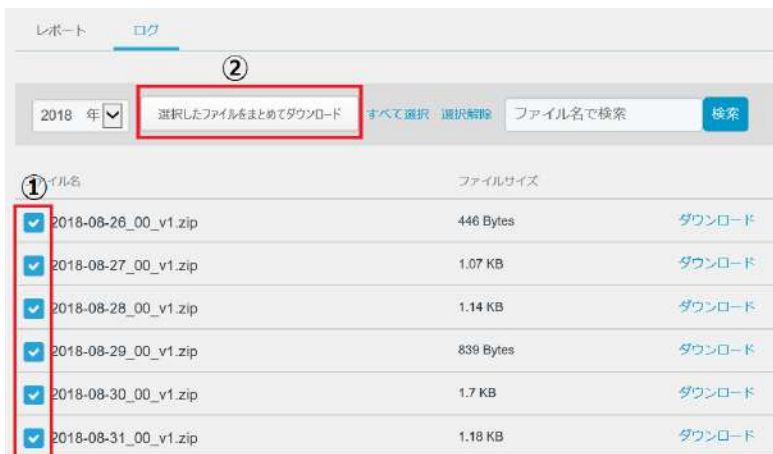 レポート ログ
②
2018 年 選択したファイルをまとめてダウンロード すべて選択 選択解除 ファイル名で検索 検索
① イル名 ファイルサイズ
2018-08-26_00_v1.zip 446 Bytes ダウンロード
2018-08-27_00_v1.zip 1.07 KB ダウンロード
2018-08-28_00_v1.zip 1.14 KB ダウンロード
2018-08-29_00_v1.zip 839 Bytes ダウンロード
2018-08-30_00_v1.zip 1.7 KB ダウンロード
2018-08-31_00_v1.zip 1.18 KB ダウンロード